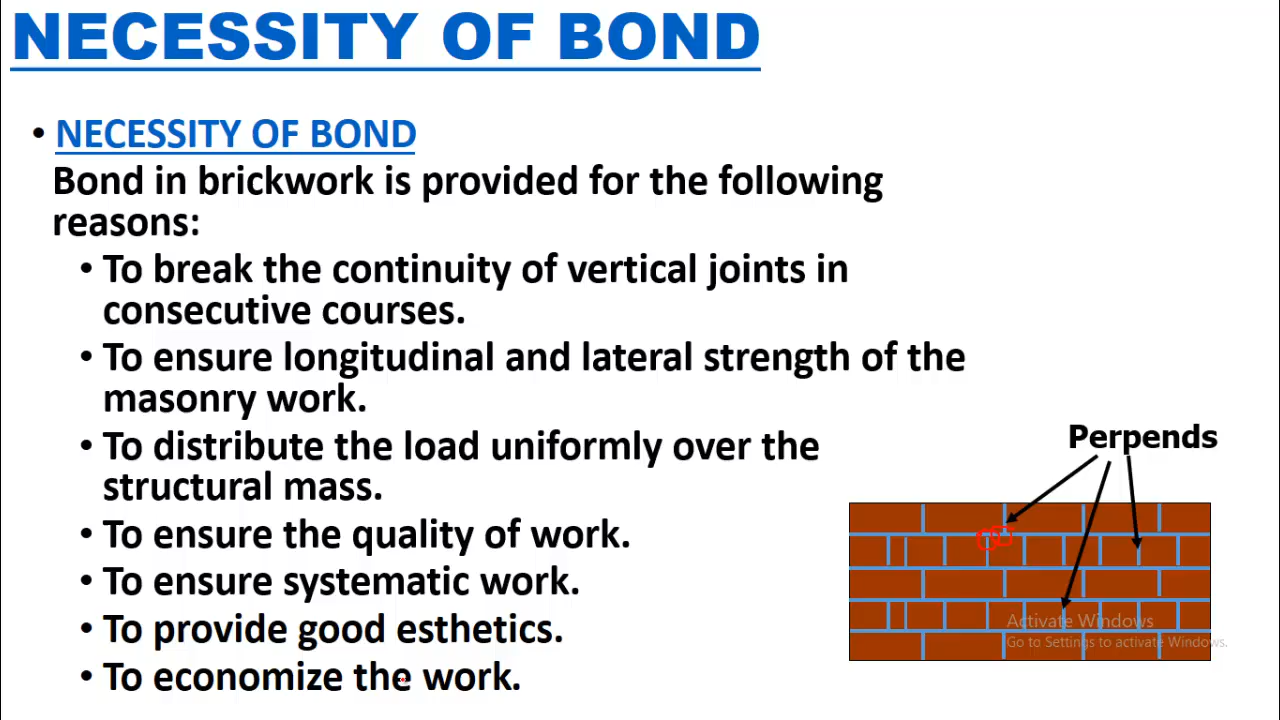 NECESSITY OF BOND
• NECESSITY OF BOND
Bond in brickwork is provided for the following
reasons:
• To break the continuity of vertical joints in
consecutive courses.
• To ensure longitudinal and lateral strength of the
masonry work.
• To distribute the load uniformly over the
structural mass.
• To ensure the quality of work.
• To ensure systematic work.
• To provide good esthetics.
• To economize the work.
Perpends
Activate Windows
Go to Settings to activate Windows.